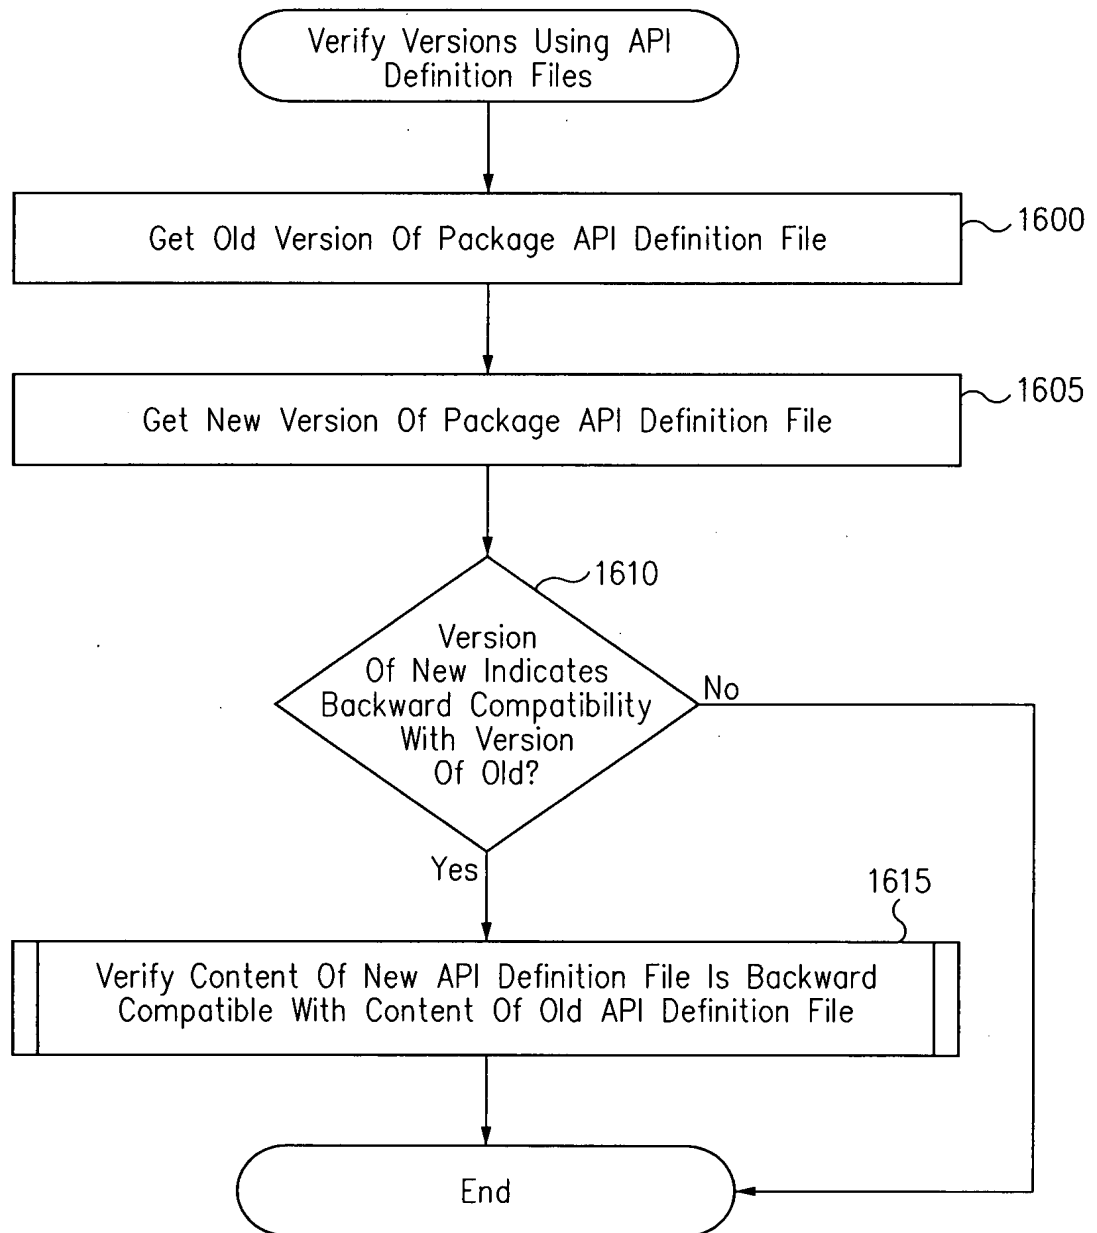 Verify Versions Using API
Definition Files
Get Old Version Of Package API Definition File
1600
Get New Version Of Package API Definition File
1605
1610
Version
Of New Indicates
Backward Compatibility
With Version
Of Old?
No
Yes
1615
Verify Content Of New API Definition File Is Backward
Compatible With Content Of Old API Definition File
End